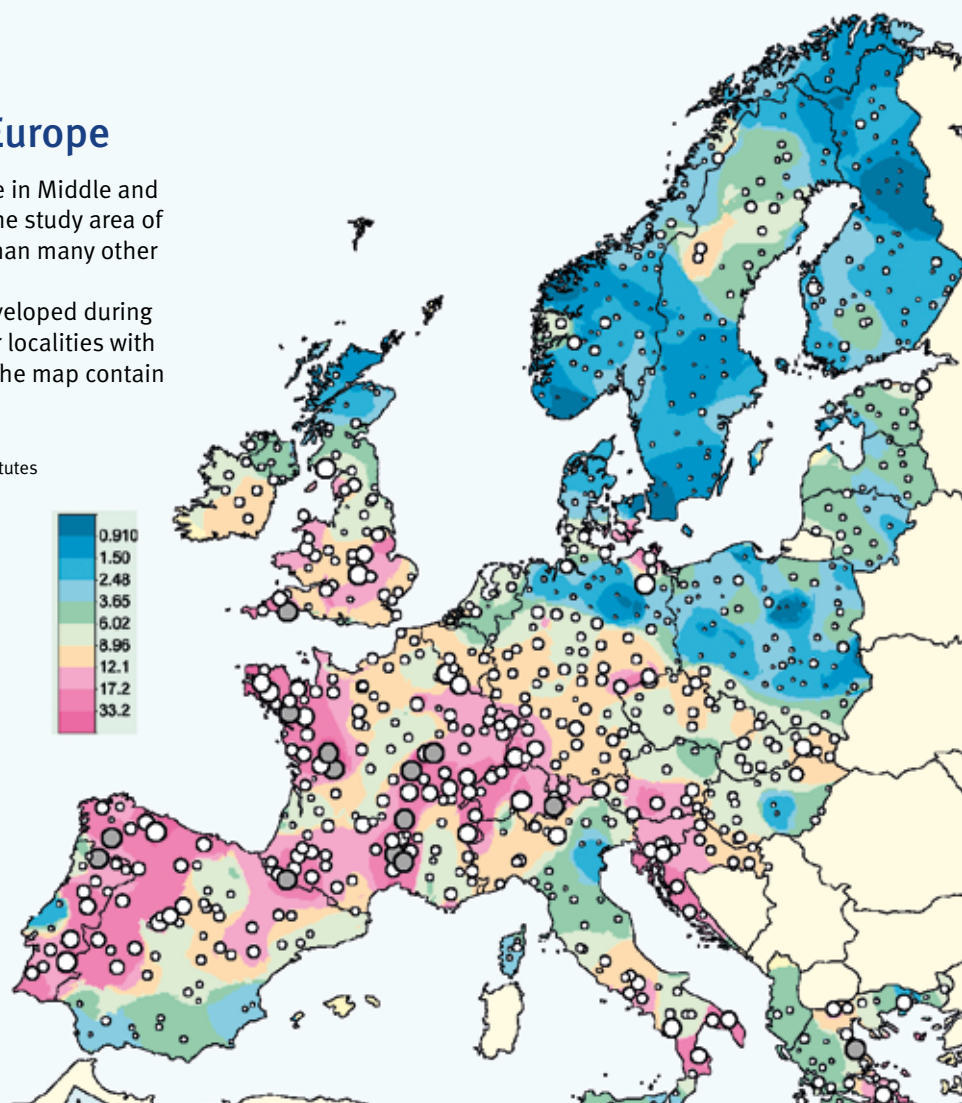 Europe
e in Middle and
he study area of
han many other
veloped during
r localities with
he map contain
tutes
0.910
1.50
2.48
3.65
6.02
8.96
12.1
17.2
33.2